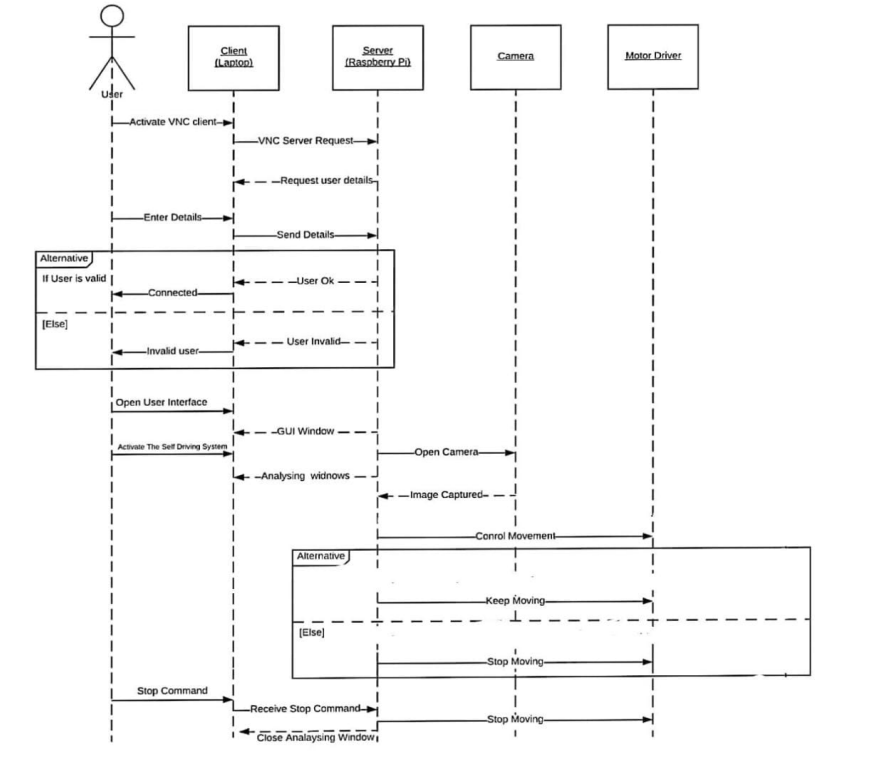 User
Client
(Laptop)
Server
(Raspberry Pi)
Camera
Motor Driver
Activate VNC client
VNC Server Request
Request user details
Enter Details
Send Details
Alternative
If User is valid
User Ok
Connected
[Else]
User Invalid
Invalid user
Open User Interface
GUI Window
Activate The Self Driving System
Open Camera
Analysing widnows
Image Captured
Conrol Movement
Alternative
Keep Moving
[Else]
Stop Moving
Stop Command
Receive Stop Command
Stop Moving
Close Analaysing Window